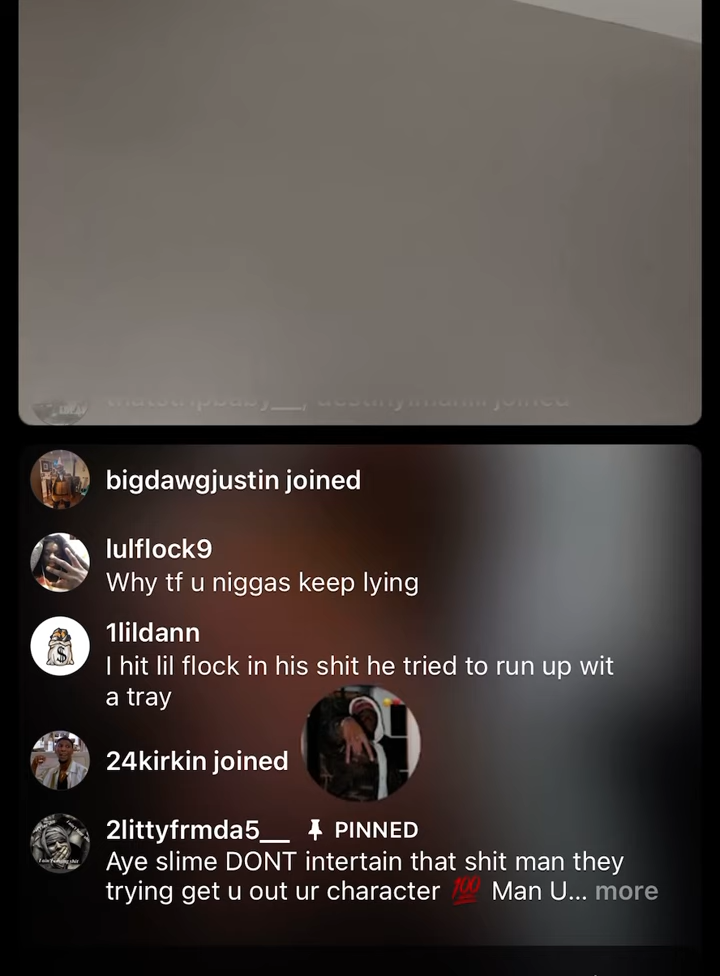 joined
bigdawgjustin joined
lulflock9
Why tf u niggas keep lying
1lildann
I hit lil flock in his shit he tried to run up wit
a tray
24kirkin joined
2littyfrmda5__ PINNED
Aye slime DONT intertain that shit man they
trying get u out ur character 💯 Man U... more